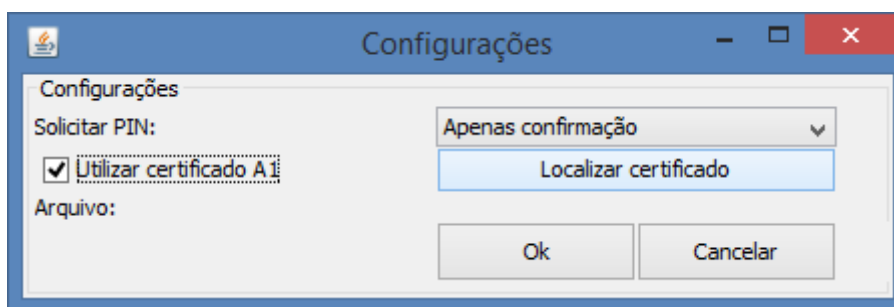 Configurações
Configurações
Solicitar PIN: Apenas confirmação
Utilizar certificado A1 Localizar certificado
Arquivo:
Ok Cancelar